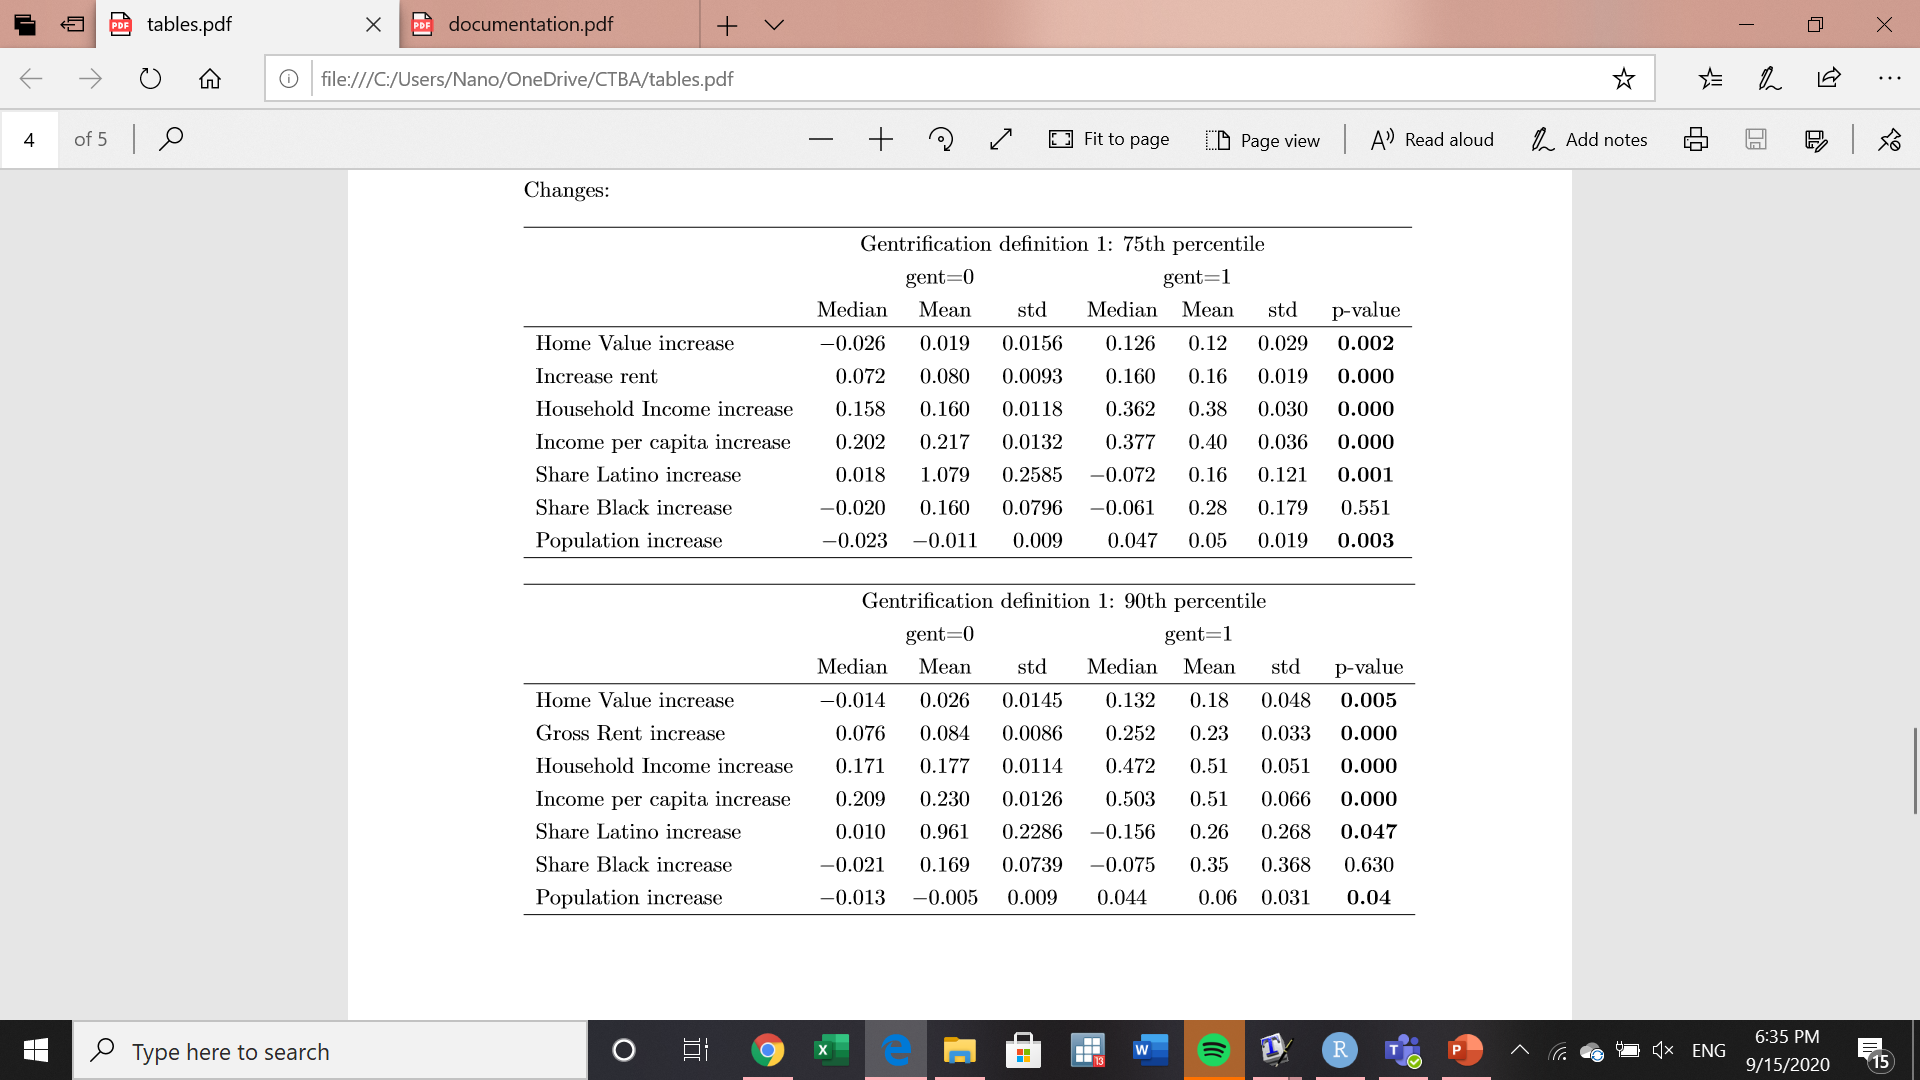 tables.pdf
documentation.pdf
file:///C:/Users/Nano/OneDrive/CTBA/tables.pdf
4 of 5 Fit to page Page view Read aloud Add notes
Changes:
Gentrification definition 1: 75th percentile
gent=0 gent=1
Median Mean std Median Mean std p-value
Home Value increase −0.026 0.019 0.0156 0.126 0.12 0.029 0.002
Increase rent 0.072 0.080 0.0093 0.160 0.16 0.019 0.000
Household Income increase 0.158 0.160 0.0118 0.362 0.38 0.030 0.000
Income per capita increase 0.202 0.217 0.0132 0.377 0.40 0.036 0.000
Share Latino increase 0.018 1.079 0.2585 −0.072 0.16 0.121 0.001
Share Black increase −0.020 0.160 0.0796 −0.061 0.28 0.179 0.551
Population increase −0.023 −0.011 0.009 0.047 0.05 0.019 0.003
Gentrification definition 1: 90th percentile
gent=0 gent=1
Median Mean std Median Mean std p-value
Home Value increase −0.014 0.026 0.0145 0.132 0.18 0.048 0.005
Gross Rent increase 0.076 0.084 0.0086 0.252 0.23 0.033 0.000
Household Income increase 0.171 0.177 0.0114 0.472 0.51 0.051 0.000
Income per capita increase 0.209 0.230 0.0126 0.503 0.51 0.066 0.000
Share Latino increase 0.010 0.961 0.2286 −0.156 0.26 0.268 0.047
Share Black increase −0.021 0.169 0.0739 −0.075 0.35 0.368 0.630
Population increase −0.013 −0.005 0.009 0.044 0.06 0.031 0.04
Type here to search
ENG
6:35 PM
9/15/2020
15